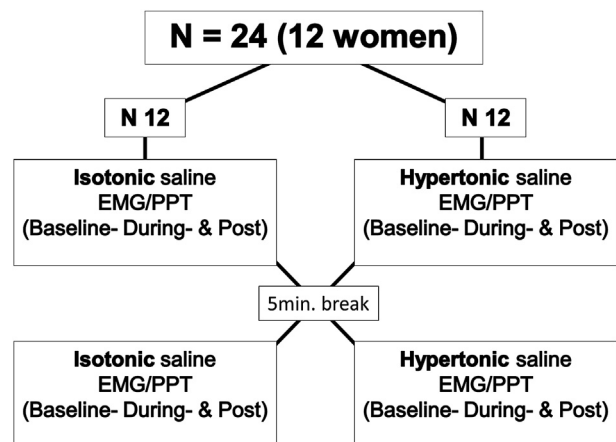 N = 24 (12 women)
N 12
N 12
Isotonic saline
EMG/PPT
(Baseline- During- & Post)
Hypertonic saline
EMG/PPT
(Baseline- During- & Post)
5min. break
Isotonic saline
EMG/PPT
(Baseline- During- & Post)
Hypertonic saline
EMG/PPT
(Baseline- During- & Post)